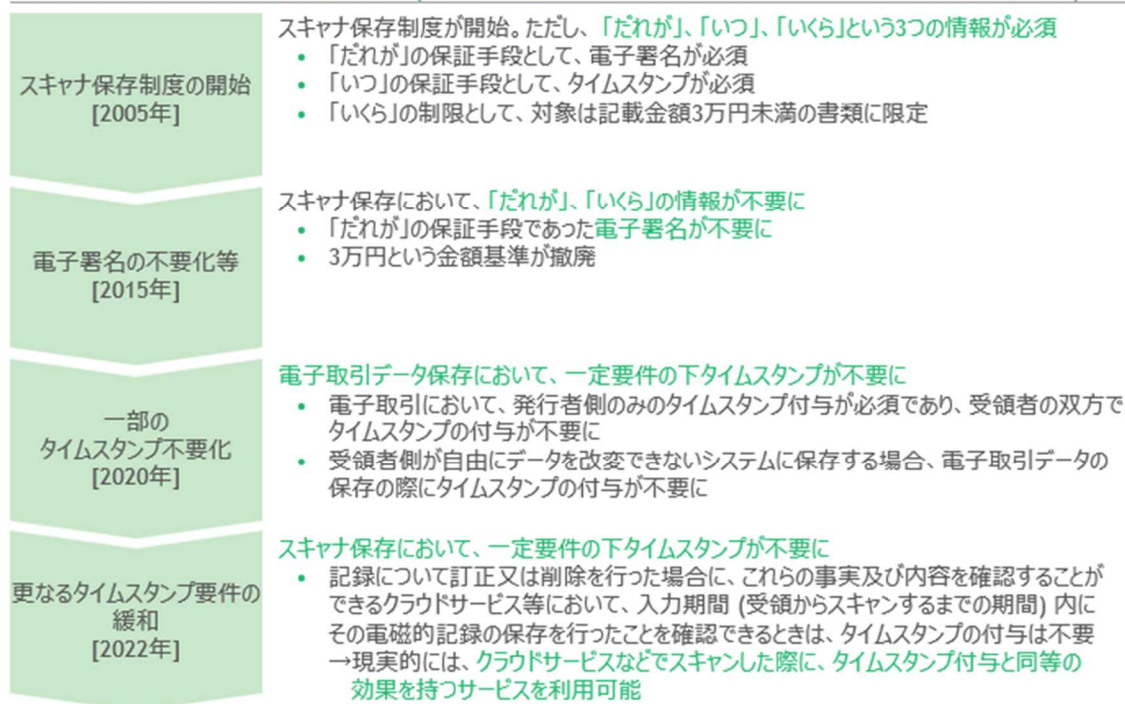 スキャナ保存制度の開始
[2005年]
スキャナ保存制度が開始。ただし、「だれが」、「いつ」、「いくら」という3つの情報が必須
• 「だれが」の保証手段として、電子署名が必須
• 「いつ」の保証手段として、タイムスタンプが必須
• 「いくら」の制限として、対象は記載金額3万円未満の書類に限定
電子署名の不要化等
[2015年]
スキャナ保存において、「だれが」、「いくら」の情報が不要に
• 「だれが」の保証手段であった電子署名が不要に
• 3万円という金額基準が撤廃
一部の
タイムスタンプ不要化
[2020年]
電子取引データ保存において、一定要件の下タイムスタンプが不要に
• 電子取引において、発行者側のみのタイムスタンプ付与が必須であり、受領者の双方で
タイムスタンプの付与が不要に
• 受領者側が自由にデータを改変できないシステムに保存する場合、電子取引データの
保存の際にタイムスタンプの付与が不要に
更なるタイムスタンプ要件の
緩和
[2022年]
スキャナ保存において、一定要件の下タイムスタンプが不要に
• 記録について訂正又は削除を行った場合に、これらの事実及び内容を確認することが
できるクラウドサービス等において、入力期間 (受領からスキャンするまでの期間) 内に
その電磁的記録の保存を行ったことを確認できるときは、タイムスタンプの付与は不要
→現実的には、クラウドサービスなどでスキャンした際に、タイムスタンプ付与と同等の
効果を持つサービスを利用可能